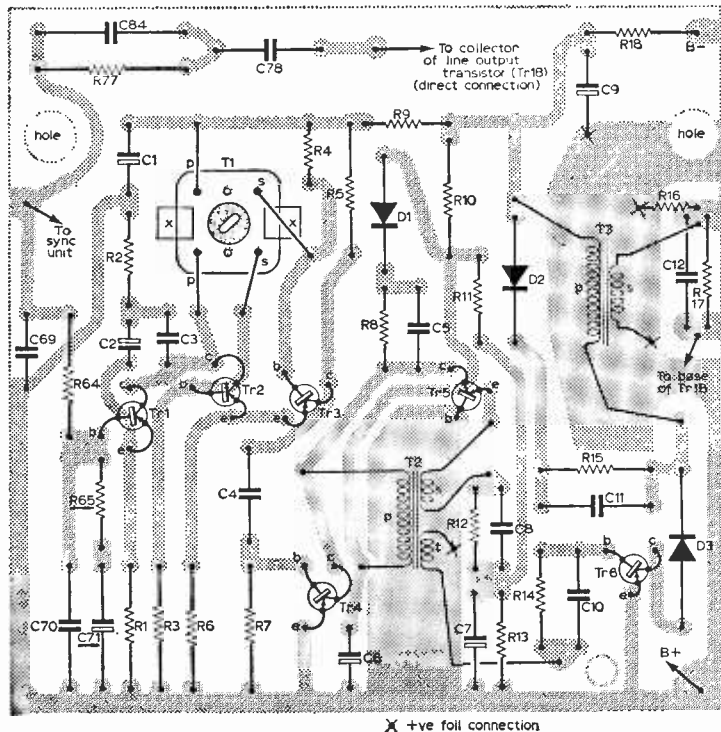 C84
R77
C78
To collector
of line output
transistor (Tr18)
(direct connection)
R18
B-
C9
hole
hole
C1
T1
p
s
p
s
x
x
R4
R5
R9
R10
D1
D2
T3
p
s
R16
C12
R17
To
sync
unit
R2
C69
C2
C3
R64
R8
C5
R11
To base
of Tr18
c
b
e
Tr1
c
b
e
Tr2
c
b
Tr3
c
e
b
Tr5
R65
C4
T2
p
s
t
R12
C8
R15
C11
D3
C70
C71
R1
R3
R6
R7
b
c
e
Tr4
C6
C7
R13
R14
C10
b
c
e
Tr6
B+
+ve foil connection